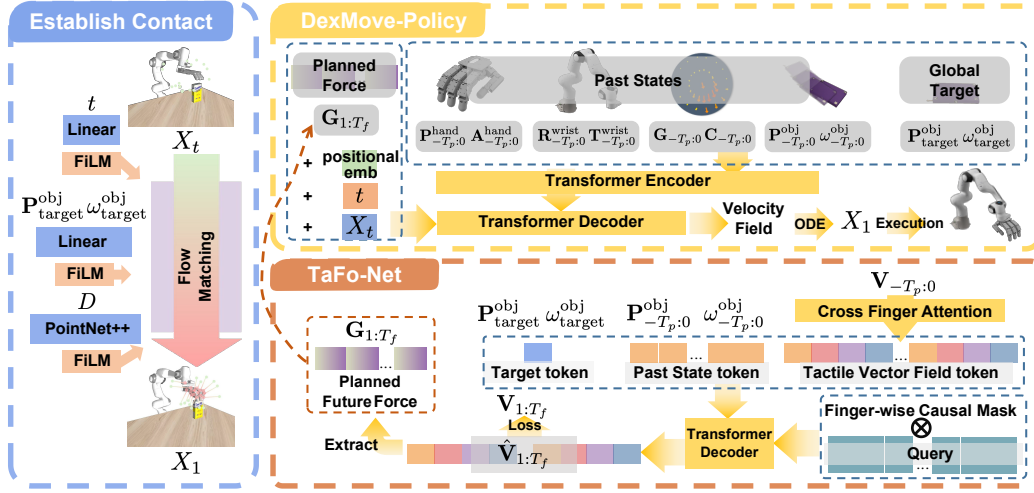 Establish Contact
t
Linear
FiLM
X_t
P^obj_target ω^obj_target
Linear
FiLM
D
PointNet++
FiLM
Flow
Matching
X_1
DexMove-Policy
Planned
Force
G_{1:T_f}
+ positional
emb
+ t
+ X_t
Past States
P^hand_{-T_p:0} A^hand_{-T_p:0}
R^wrist_{-T_p:0} T^wrist_{-T_p:0}
G_{-T_p:0} C_{-T_p:0}
P^obj_{-T_p:0} ω^obj_{-T_p:0}
Global
Target
P^obj_target ω^obj_target
Transformer Encoder
Transformer Decoder
Velocity
Field
ODE
X_1
Execution
TaFo-Net
G_{1:T_f}
...
Planned
Future Force
Extract
P^obj_target ω^obj_target
P^obj_{-T_p:0} ω^obj_{-T_p:0}
V_{-T_p:0}
Cross Finger Attention
...
...
Target token
Past State token
Tactile Vector Field token
V_{1:T_f}
Loss
V̂_{1:T_f}
Transformer
Decoder
Finger-wise Causal Mask
⊗
Query
...